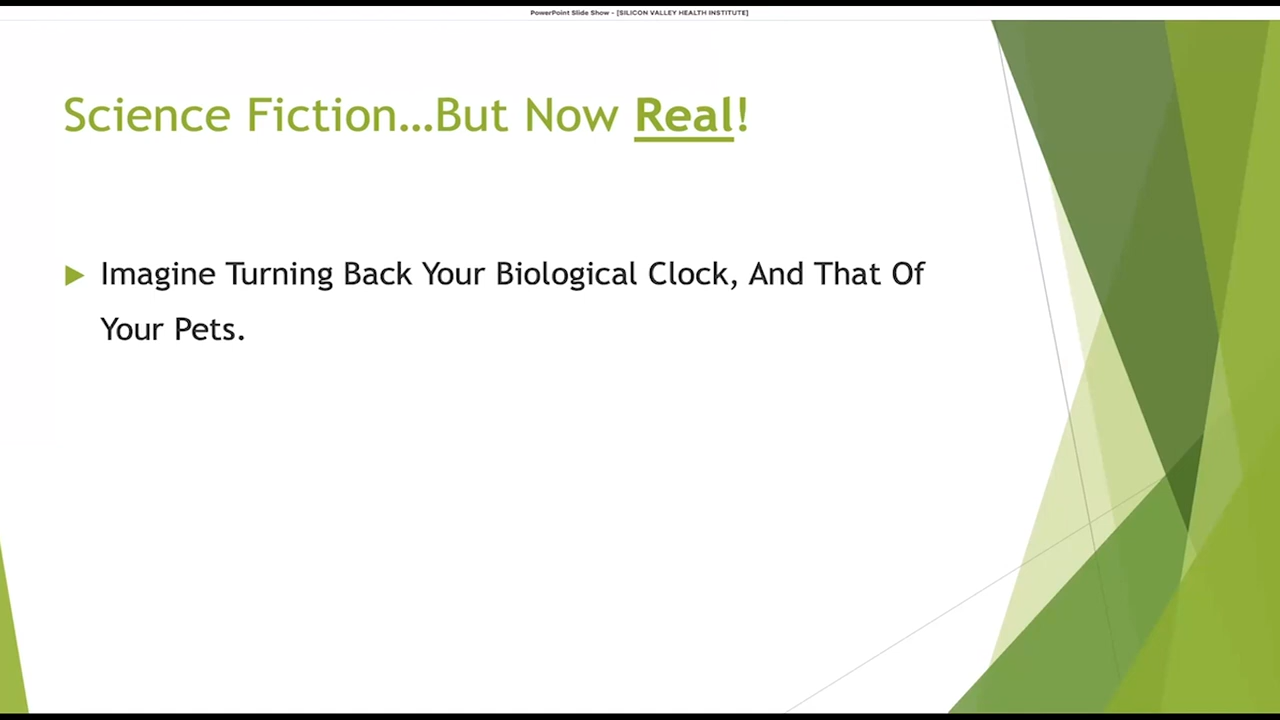 PowerPoint Slide Show - [SILICON VALLEY HEALTH INSTITUTE]
Science Fiction…But Now Real!
Imagine Turning Back Your Biological Clock, And That Of
Your Pets.